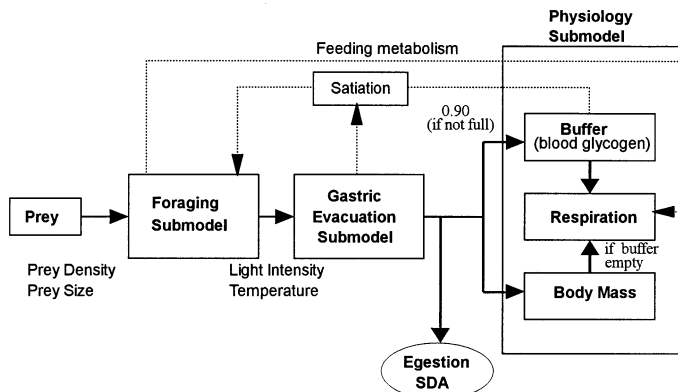 Physiology
Submodel
Feeding metabolism
Satiation
0.90
(if not full)
Buffer
(blood glycogen)
Prey
Foraging
Submodel
Gastric
Evacuation
Submodel
Respiration
if buffer
empty
Prey Density
Prey Size
Light Intensity
Temperature
Body Mass
Egestion
SDA